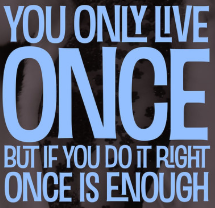 YOU ONLY LIVE
ONCE
BUT IF YOU DO IT RIGHT
ONCE IS ENOUGH